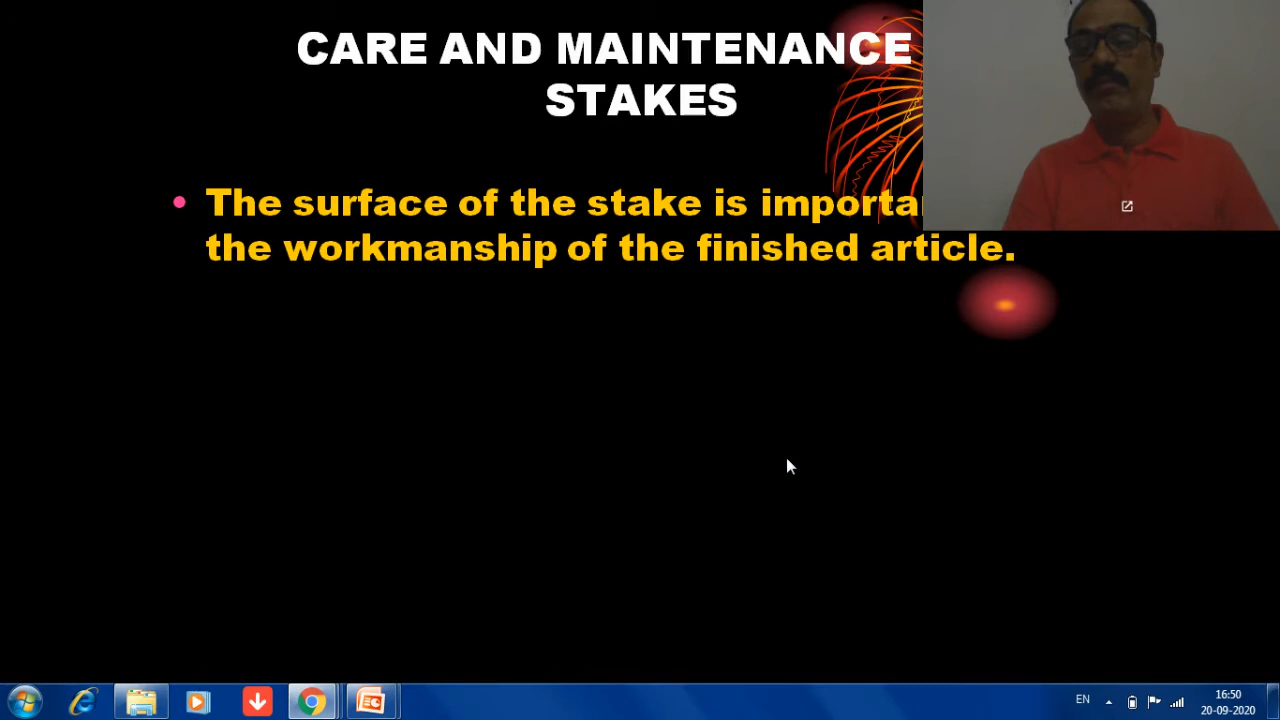 CARE AND MAINTENANCE
STAKES
• The surface of the stake is
the workmanship of the finished article.
EN
16:50
20-09-2020